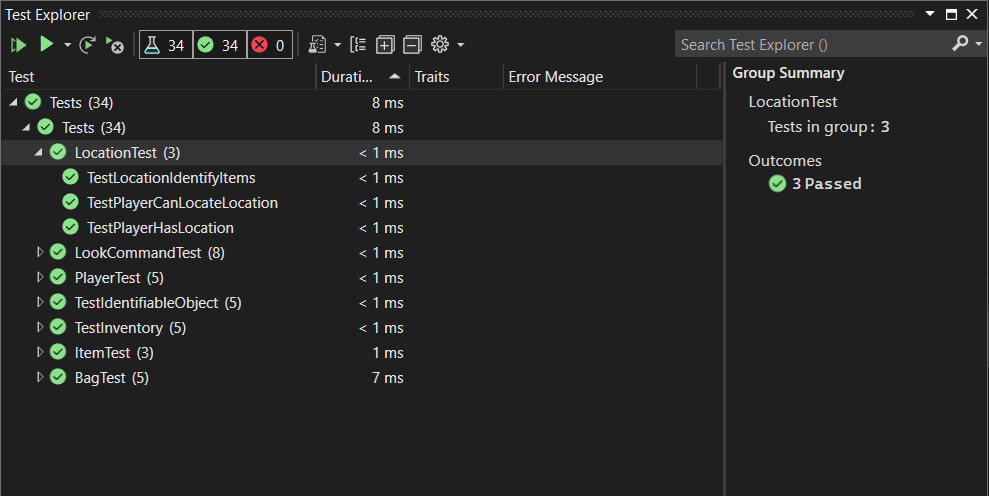 Test Explorer
34 34 0
Search Test Explorer ()
Test Durati... Traits Error Message
Tests (34) 8 ms
Tests (34) 8 ms
LocationTest (3) < 1 ms
TestLocationIdentifyItems < 1 ms
TestPlayerCanLocateLocation < 1 ms
TestPlayerHasLocation < 1 ms
LookCommandTest (8) < 1 ms
PlayerTest (5) < 1 ms
TestIdentifiableObject (5) < 1 ms
TestInventory (5) < 1 ms
ItemTest (3) 1 ms
BagTest (5) 7 ms
Group Summary
LocationTest
Tests in group: 3
Outcomes
3 Passed